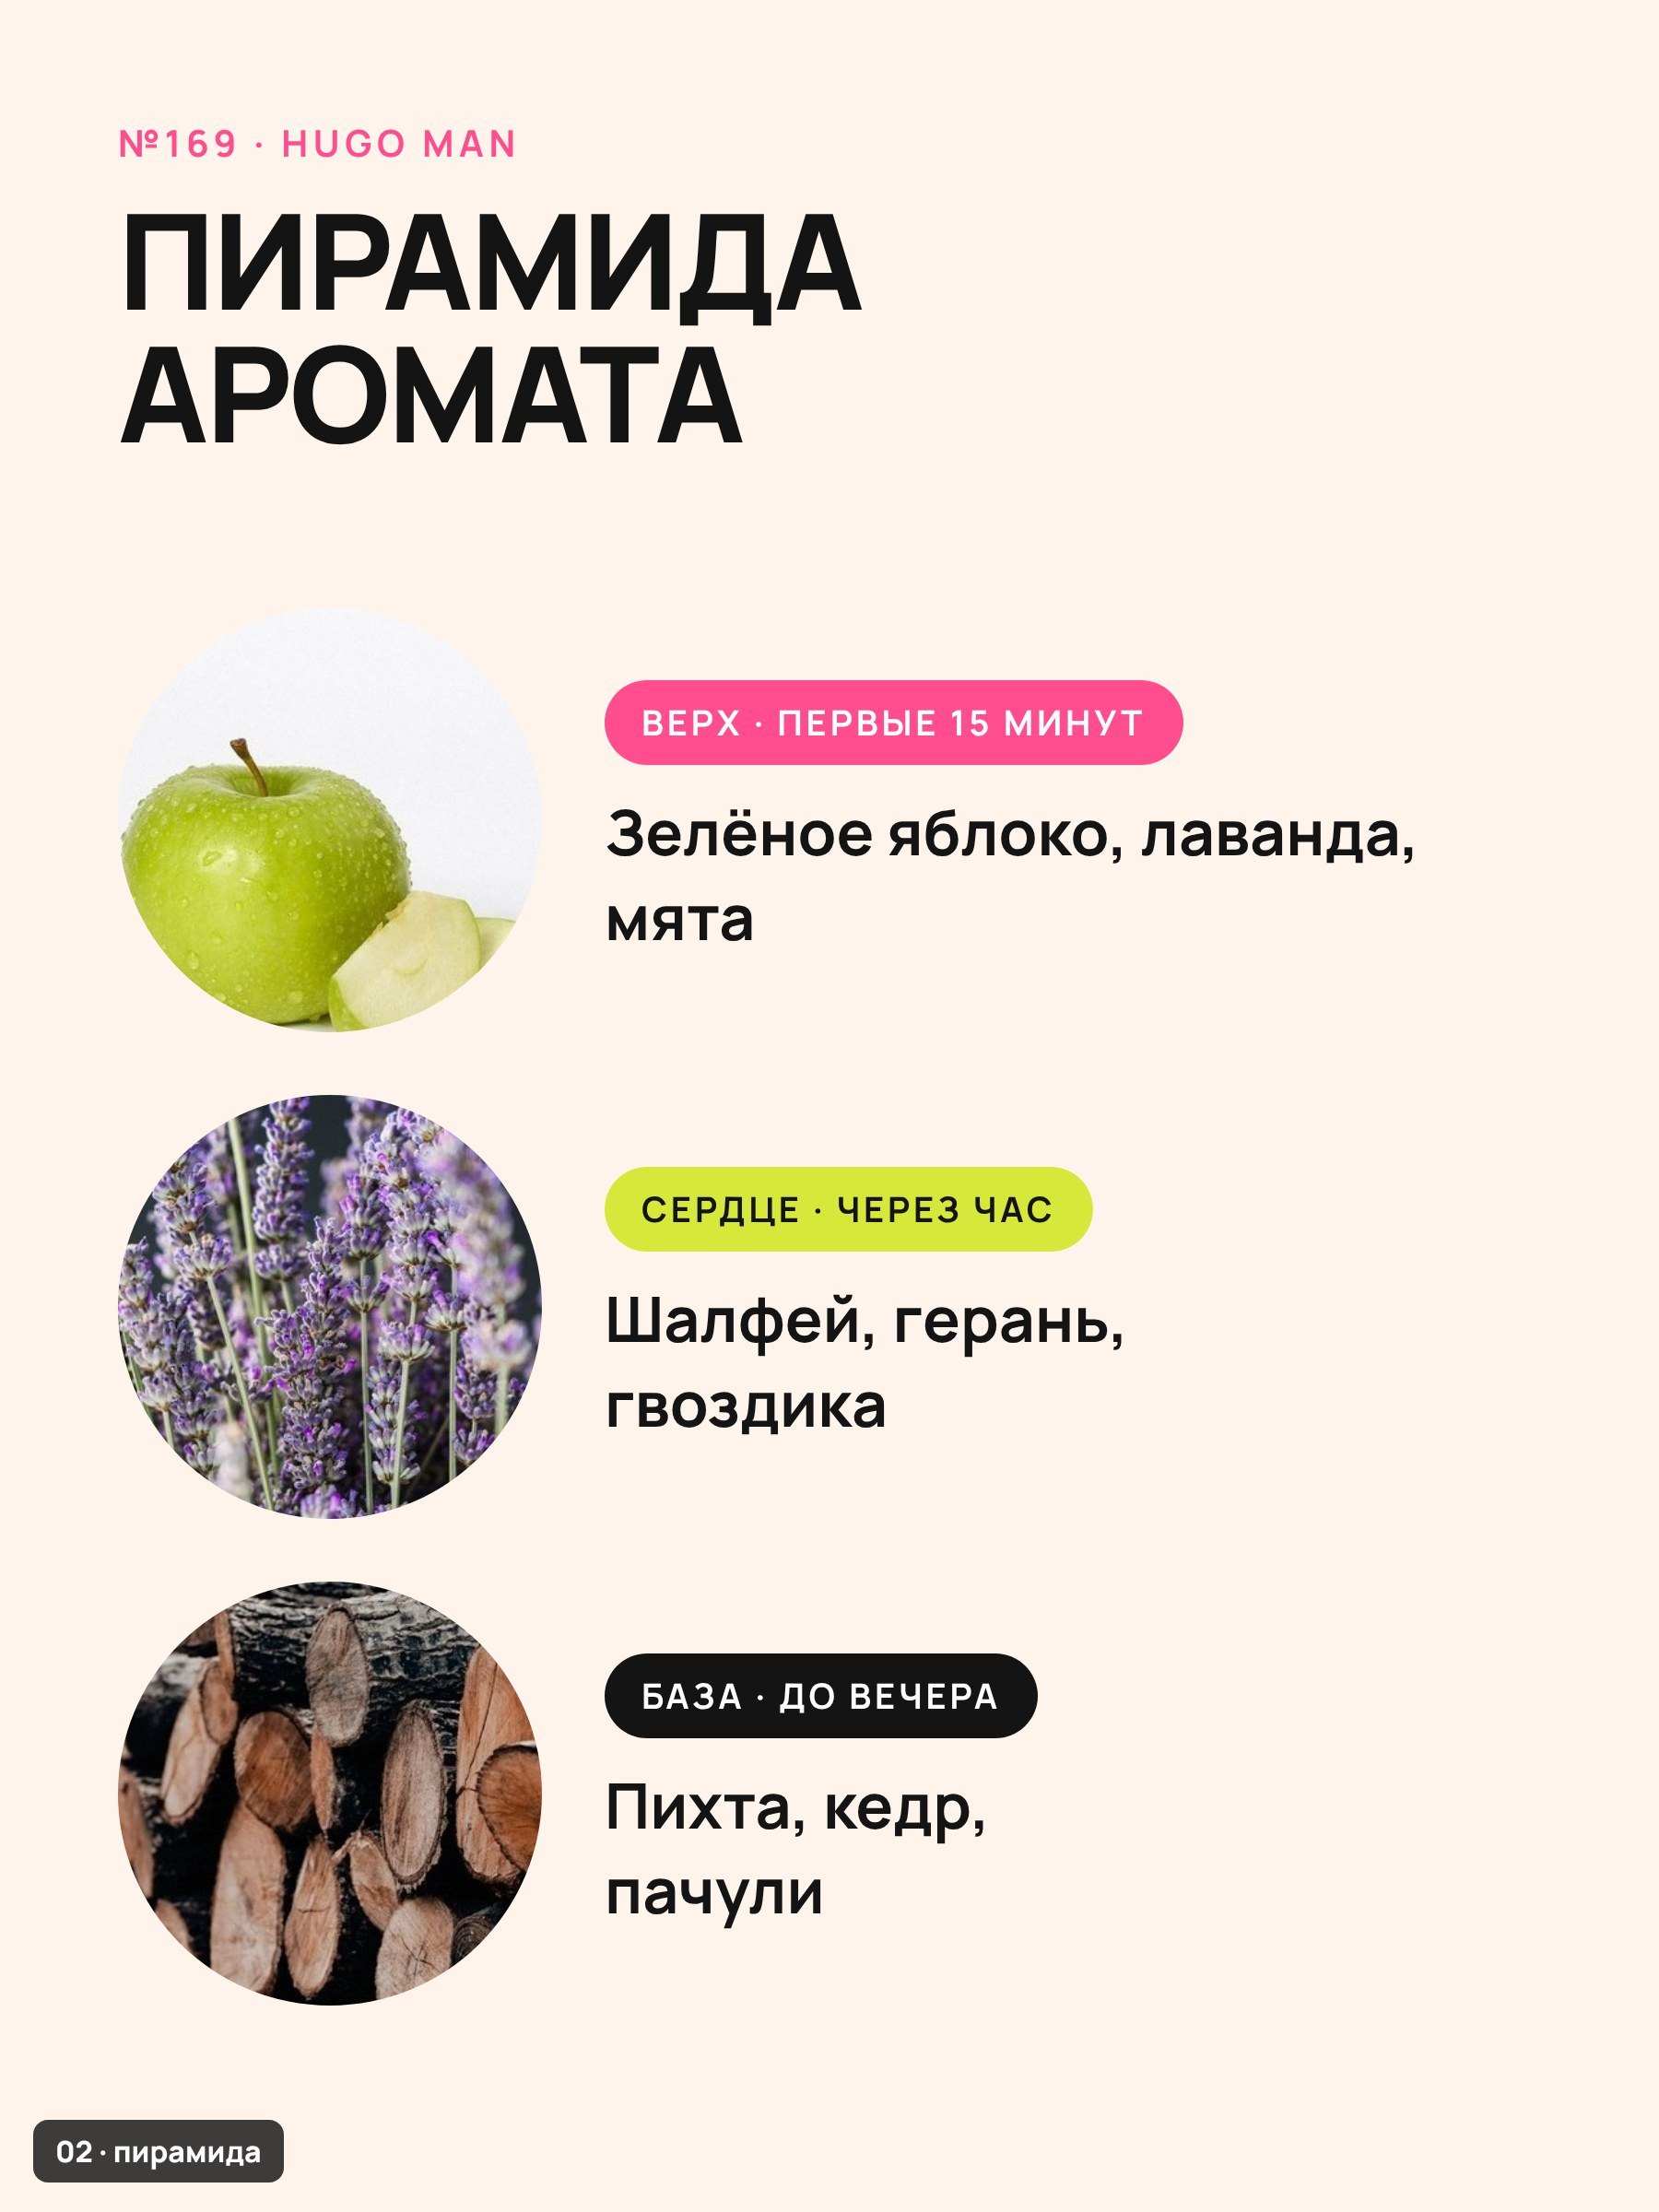 №169 · HUGO MAN
ПИРАМИДА
АРОМАТА
ВЕРХ · ПЕРВЫЕ 15 МИНУТ
Зелёное яблоко, лаванда,
мята
СЕРДЦЕ · ЧЕРЕЗ ЧАС
Шалфей, герань,
гвоздика
БАЗА · ДО ВЕЧЕРА
Пихта, кедр,
пачули
02 · пирамида